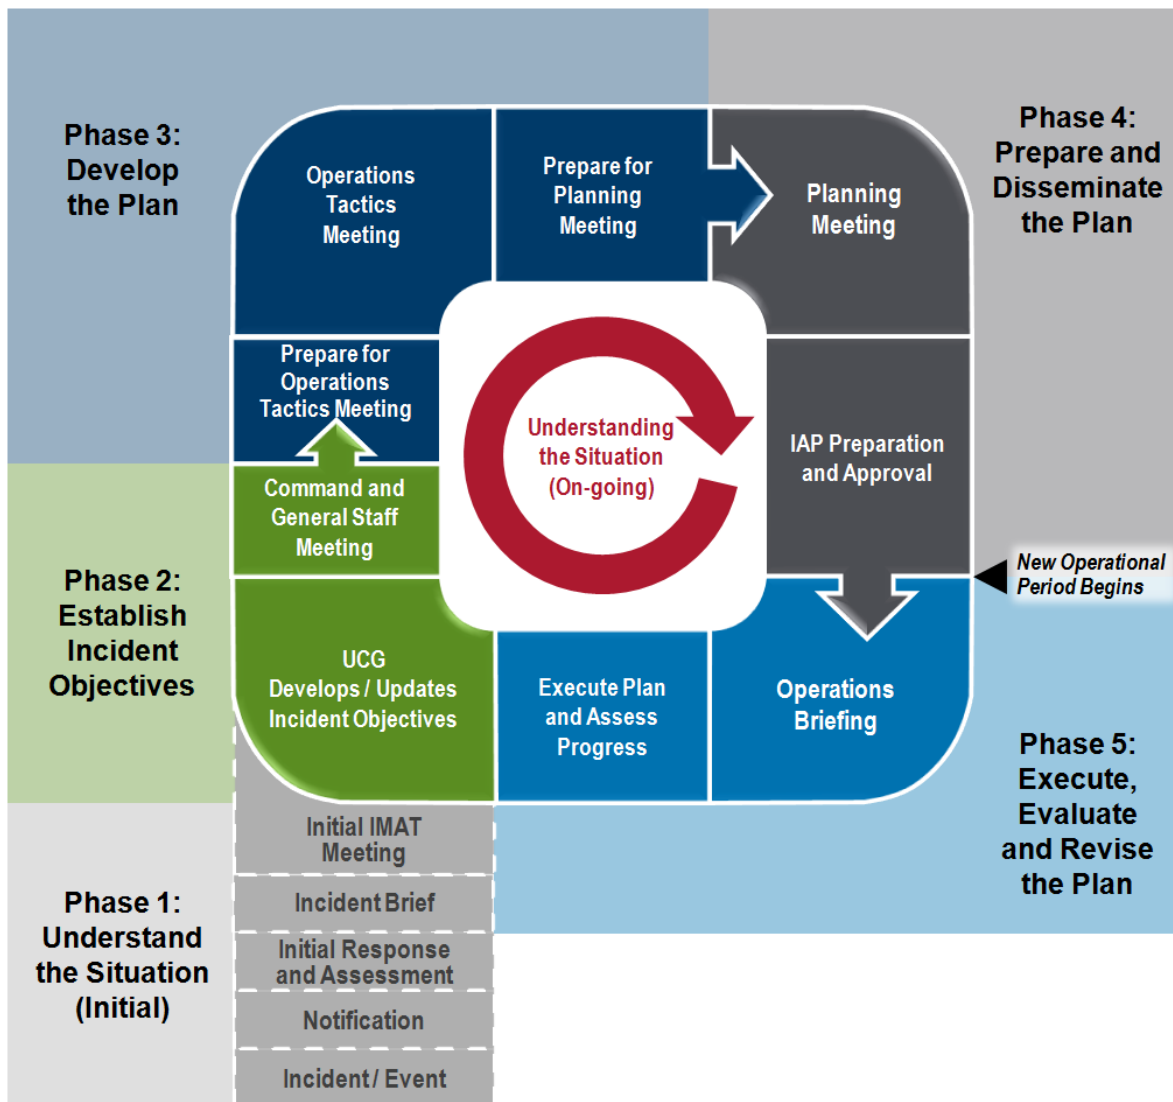 Phase 3:
Develop
the Plan
Operations
Tactics
Meeting
Prepare for
Planning
Meeting
Planning
Meeting
Phase 4:
Prepare and
Disseminate
the Plan
Prepare for
Operations
Tactics Meeting
Understanding
the Situation
(On-going)
IAP Preparation
and Approval
Command and
General Staff
Meeting
New Operational
Period Begins
Phase 2:
Establish
Incident
Objectives
UCG
Develops / Updates
Incident Objectives
Execute Plan
and Assess
Progress
Operations
Briefing
Phase 5:
Execute,
Evaluate
and Revise
the Plan
Phase 1:
Understand
the Situation
(Initial)
Initial IMAT
Meeting
Incident Brief
Initial Response
and Assessment
Notification
Incident / Event